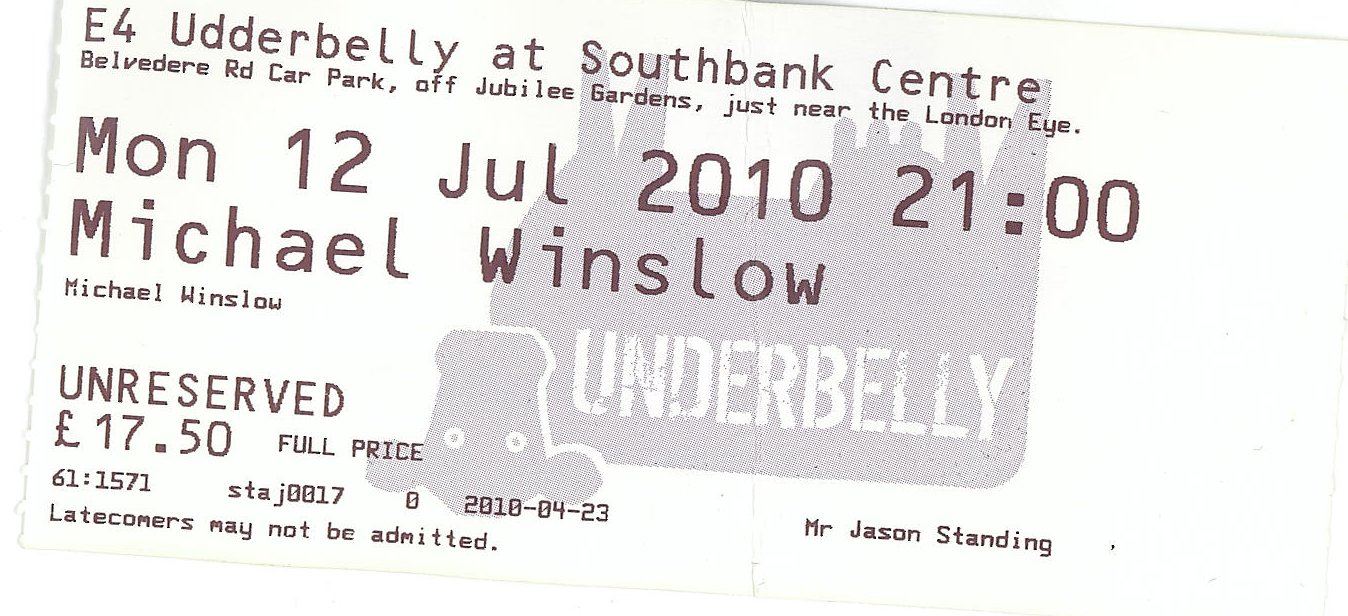 E4 Udderbelly at Southbank Centre
Belvedere Rd Car Park, off Jubilee Gardens, just near the London Eye.
Mon 12 Jul 2010 21:00
Michael Winslow
Michael Winslow
UNDERBELLY
UNRESERVED
£17.50 FULL PRICE
61:1571 staj0017 0 2010-04-23
Latecomers may not be admitted.
Mr Jason Standing ,